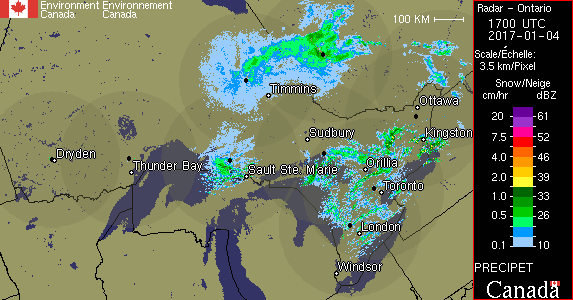 Environment Environnement
Canada Canada
100 KM
Timmins
Ottawa
Sudbury
Kingston
Dryden
Thunder Bay
Sault Ste. Marie
Orillia
Toronto
London
Windsor
Radar - Ontario
1700 UTC
2017-01-04
Scale/Échelle:
3.5 km/Pixel
Snow/Neige
cm/hr dBZ
20 61
7.5 52
4.0 46
2.0 39
1.0 33
0.5 26
0.1 10
PRECIPET
Canada